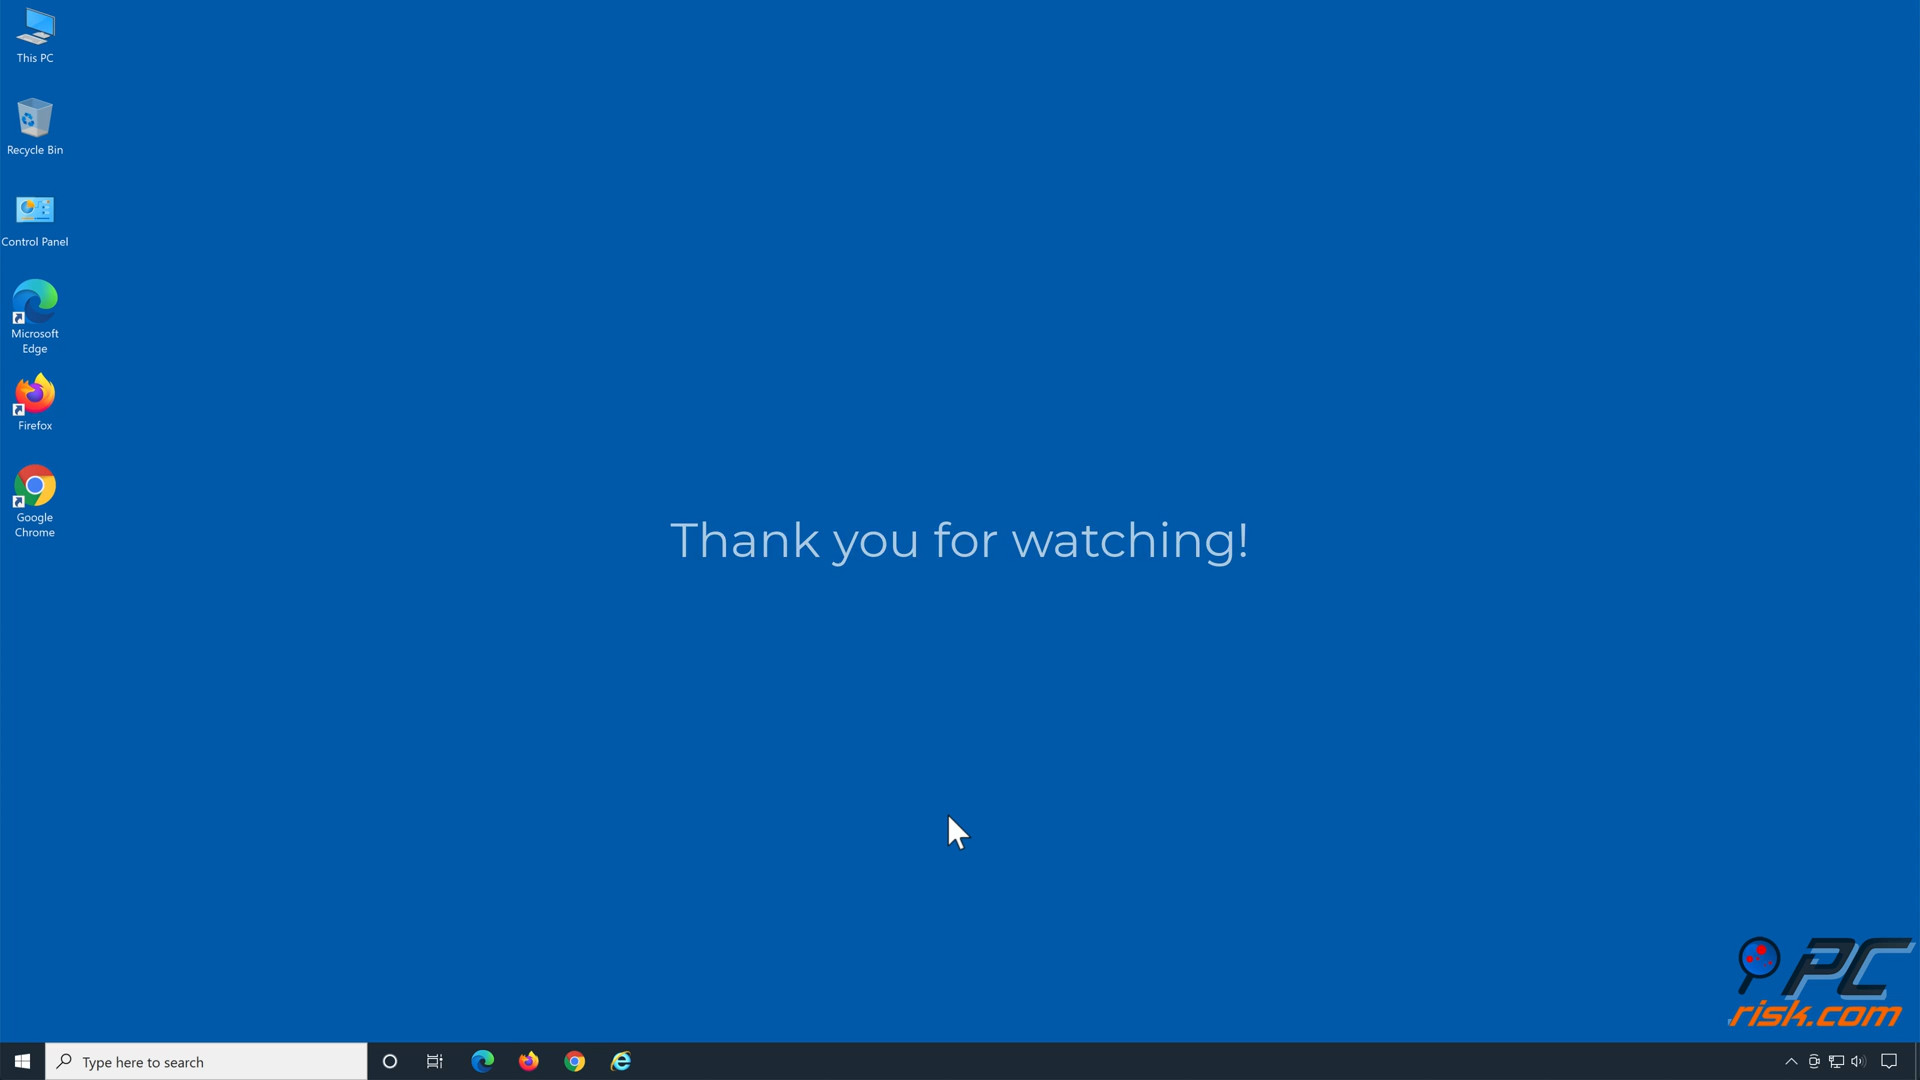 This PC
Recycle Bin
Control Panel
Microsoft
Edge
Firefox
Google
Chrome
Thank you for watching!
PC
risk.com
Type here to search